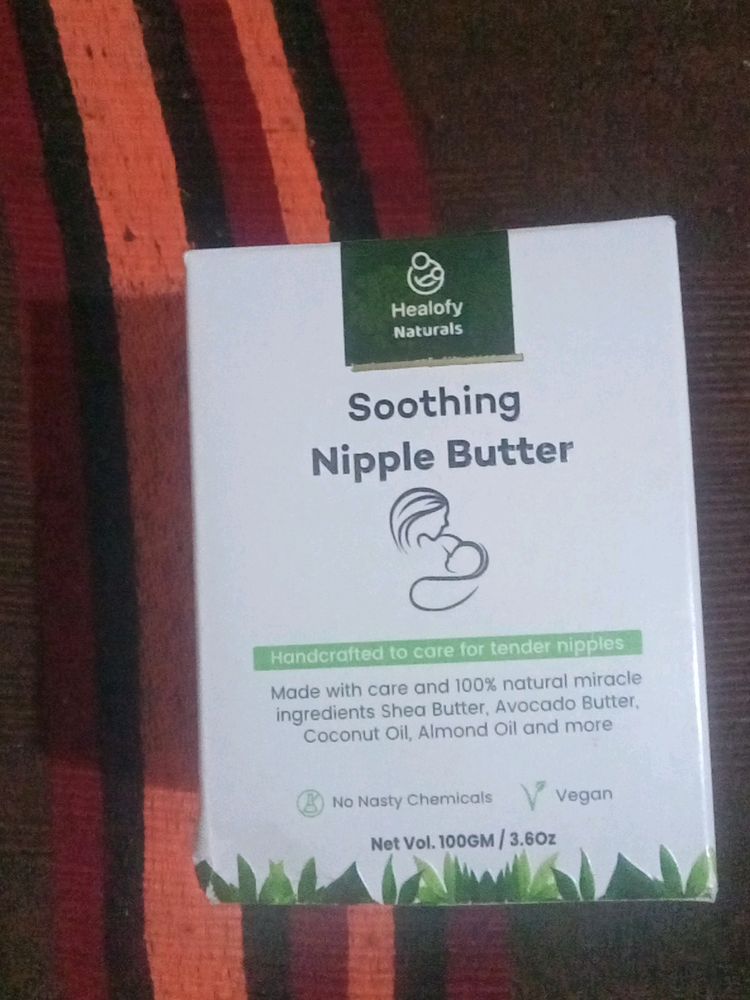 Healofy
Naturals
Soothing
Nipple Butter
Handcrafted to care for tender nipples
Made with care and 100% natural miracle
ingredients Shea Butter, Avocado Butter,
Coconut Oil, Almond Oil and more
No Nasty Chemicals
Vegan
Net Vol. 100GM / 3.6Oz